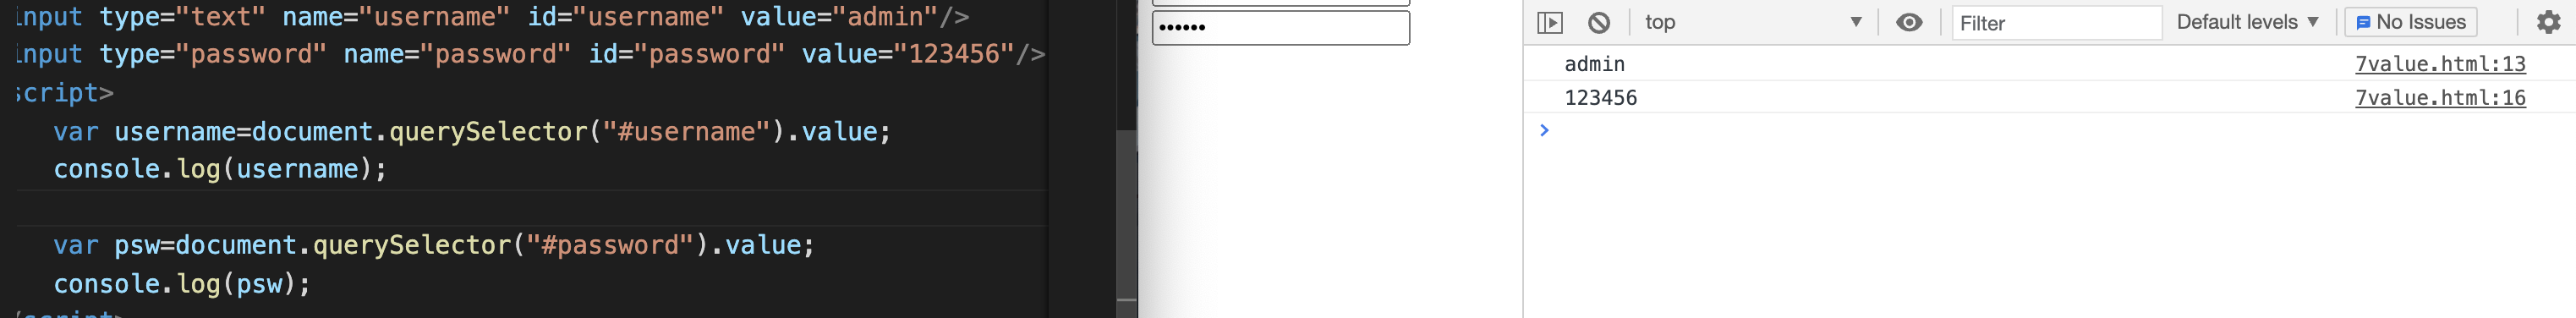 input type="text" name="username" id="username" value="admin"/>
input type="password" name="password" id="password" value="123456"/>
script>
var username=document.querySelector("#username").value;
console.log(username);
var psw=document.querySelector("#password").value;
console.log(psw);
/script>
••••••
top Filter Default levels ▼ No Issues
admin 7value.html:13
123456 7value.html:16